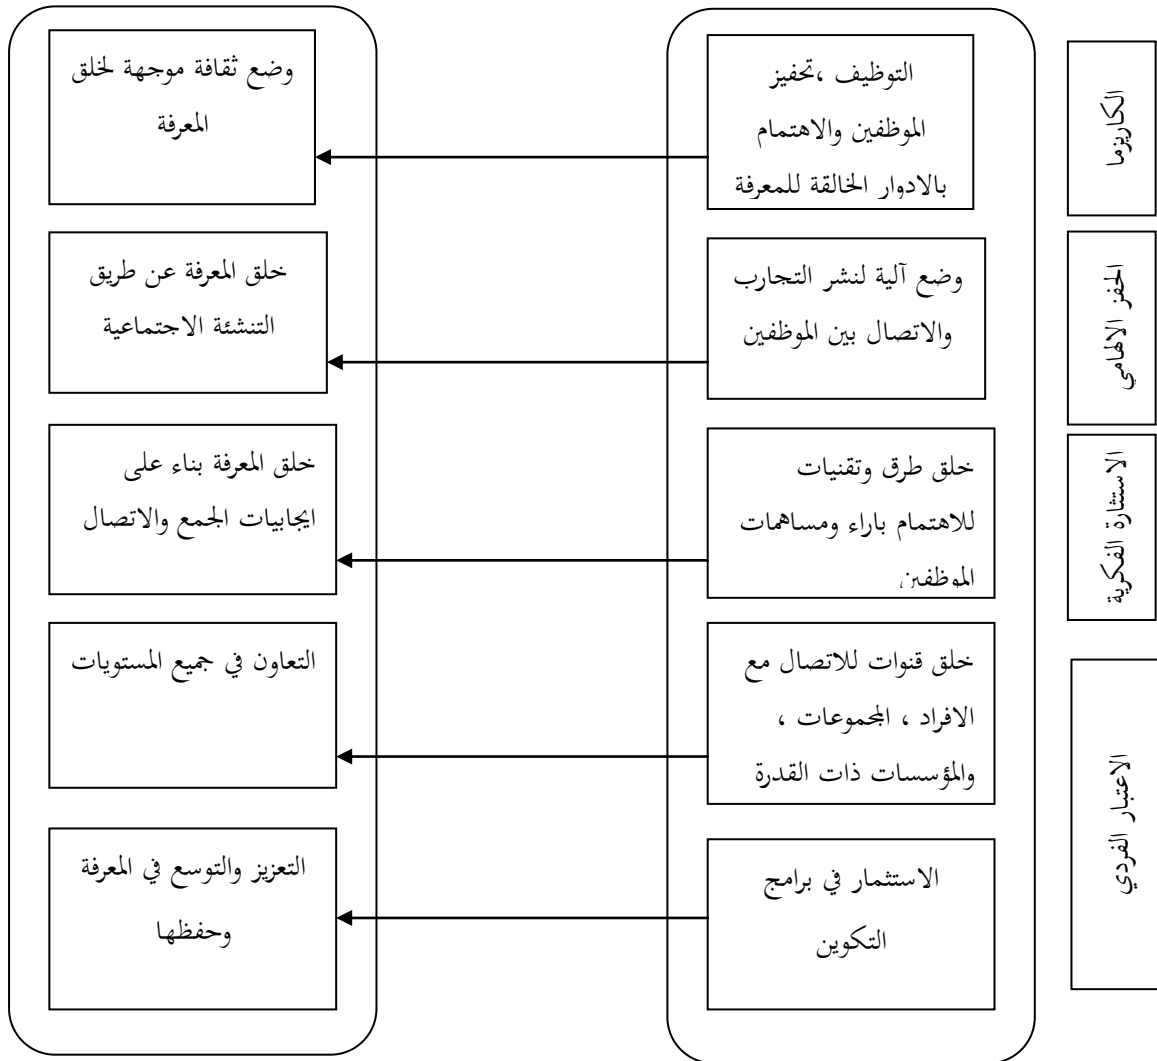 الكاريزما
التوظيف ،تحفيز
الموظفين والاهتمام
بالادوار الخالقة للمعرفة
وضع ثقافة موجهة لخلق
المعرفة
الحفز الالهامي
وضع آلية لنشر التجارب
والاتصال بين الموظفين
خلق المعرفة عن طريق
التنشئة الاجتماعية
الاستثارة الفكرية
خلق طرق وتقنيات
للاهتمام باراء ومساهمات
الموظفين
خلق المعرفة بناء على
ايجابيات الجمع والاتصال
الاعتبار الفردي
خلق قنوات للاتصال مع
الافراد ، المجموعات ،
والمؤسسات ذات القدرة
التعاون في جميع المستويات
الاستثمار في برامج
التكوين
التعزيز والتوسع في المعرفة
وحفظها